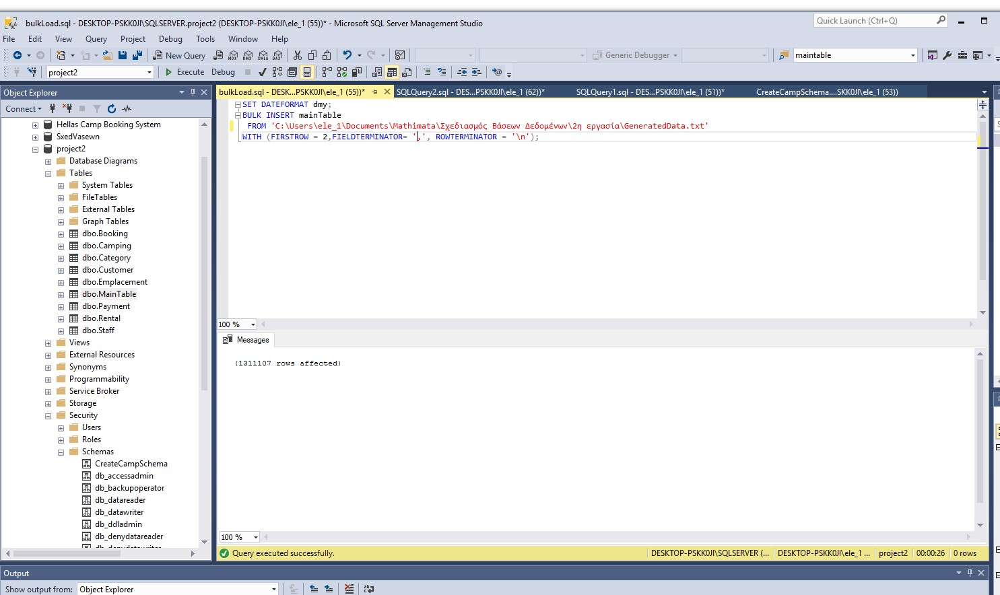 bulkLoad.sql - DESKTOP-PSKK0JI\SQLSERVER.project2 (DESKTOP-PSKK0JI\ele_1 (55))* - Microsoft SQL Server Management Studio
Quick Launch (Ctrl+Q)
File Edit View Query Project Debug Tools Window Help
New Query MDX DMX XMLA DAX Generic Debugger maintable
project2 Execute Debug
Object Explorer
bulkLoad.sql - DESK...PSKK0JI\ele_1 (55))* SQLQuery2.sql - DES...PSKK0JI\ele_1 (62))* SQLQuery1.sql - DES...PSKK0JI\ele_1 (51))* CreateCampSchema....SKK0JI\ele_1 (53))
Connect
Hellas Camp Booking System
SxedVasewn
project2
Database Diagrams
Tables
System Tables
FileTables
External Tables
Graph Tables
dbo.Booking
dbo.Camping
dbo.Category
dbo.Customer
dbo.Emplacement
dbo.MainTable
dbo.Payment
dbo.Rental
dbo.Staff
Views
External Resources
Synonyms
Programmability
Service Broker
Storage
Security
Users
Roles
Schemas
CreateCampSchema
db_accessadmin
db_backupoperator
db_datareader
db_datawriter
db_ddladmin
db_denydatareader
SET DATEFORMAT dmy;
BULK INSERT mainTable
FROM 'C:\Users\ele_1\Documents\Mathimata\Σχεδιασμός Βάσεων Δεδομένων\2η εργασία\GeneratedData.txt'
WITH (FIRSTROW = 2,FIELDTERMINATOR= ',', ROWTERMINATOR = '\n');
100 %
Messages
(1311107 rows affected)
100 %
Query executed successfully. DESKTOP-PSKK0JI\SQLSERVER (... DESKTOP-PSKK0JI\ele_1 ... project2 00:00:26 0 rows
Output
Show output from: Object Explorer